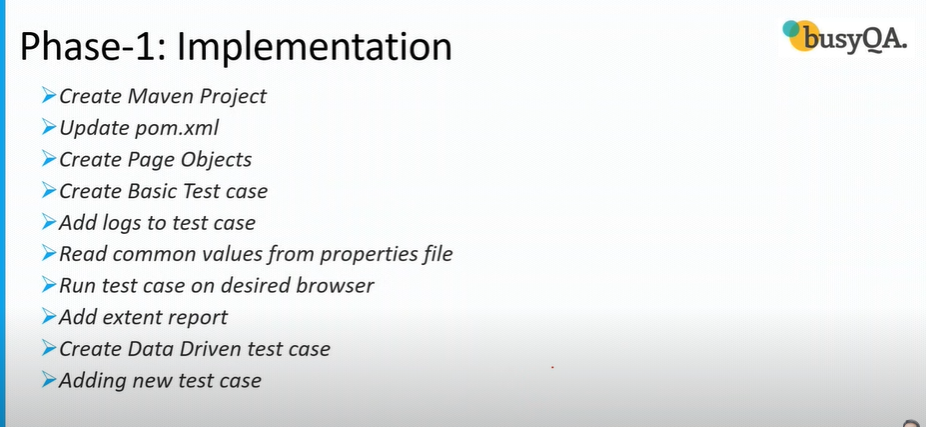 Phase-1: Implementation
busyQA.
➢Create Maven Project
➢Update pom.xml
➢Create Page Objects
➢Create Basic Test case
➢Add logs to test case
➢Read common values from properties file
➢Run test case on desired browser
➢Add extent report
➢Create Data Driven test case
➢Adding new test case